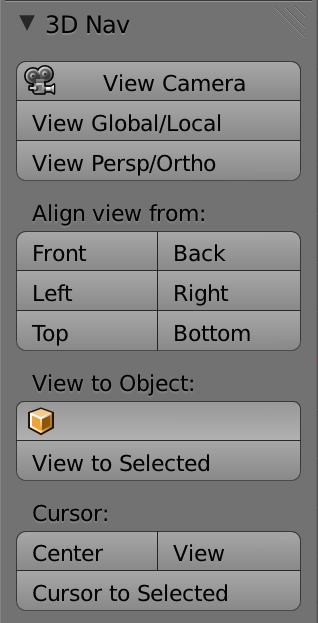 3D Nav
View Camera
View Global/Local
View Persp/Ortho
Align view from:
Front Back
Left Right
Top Bottom
View to Object:
View to Selected
Cursor:
Center View
Cursor to Selected